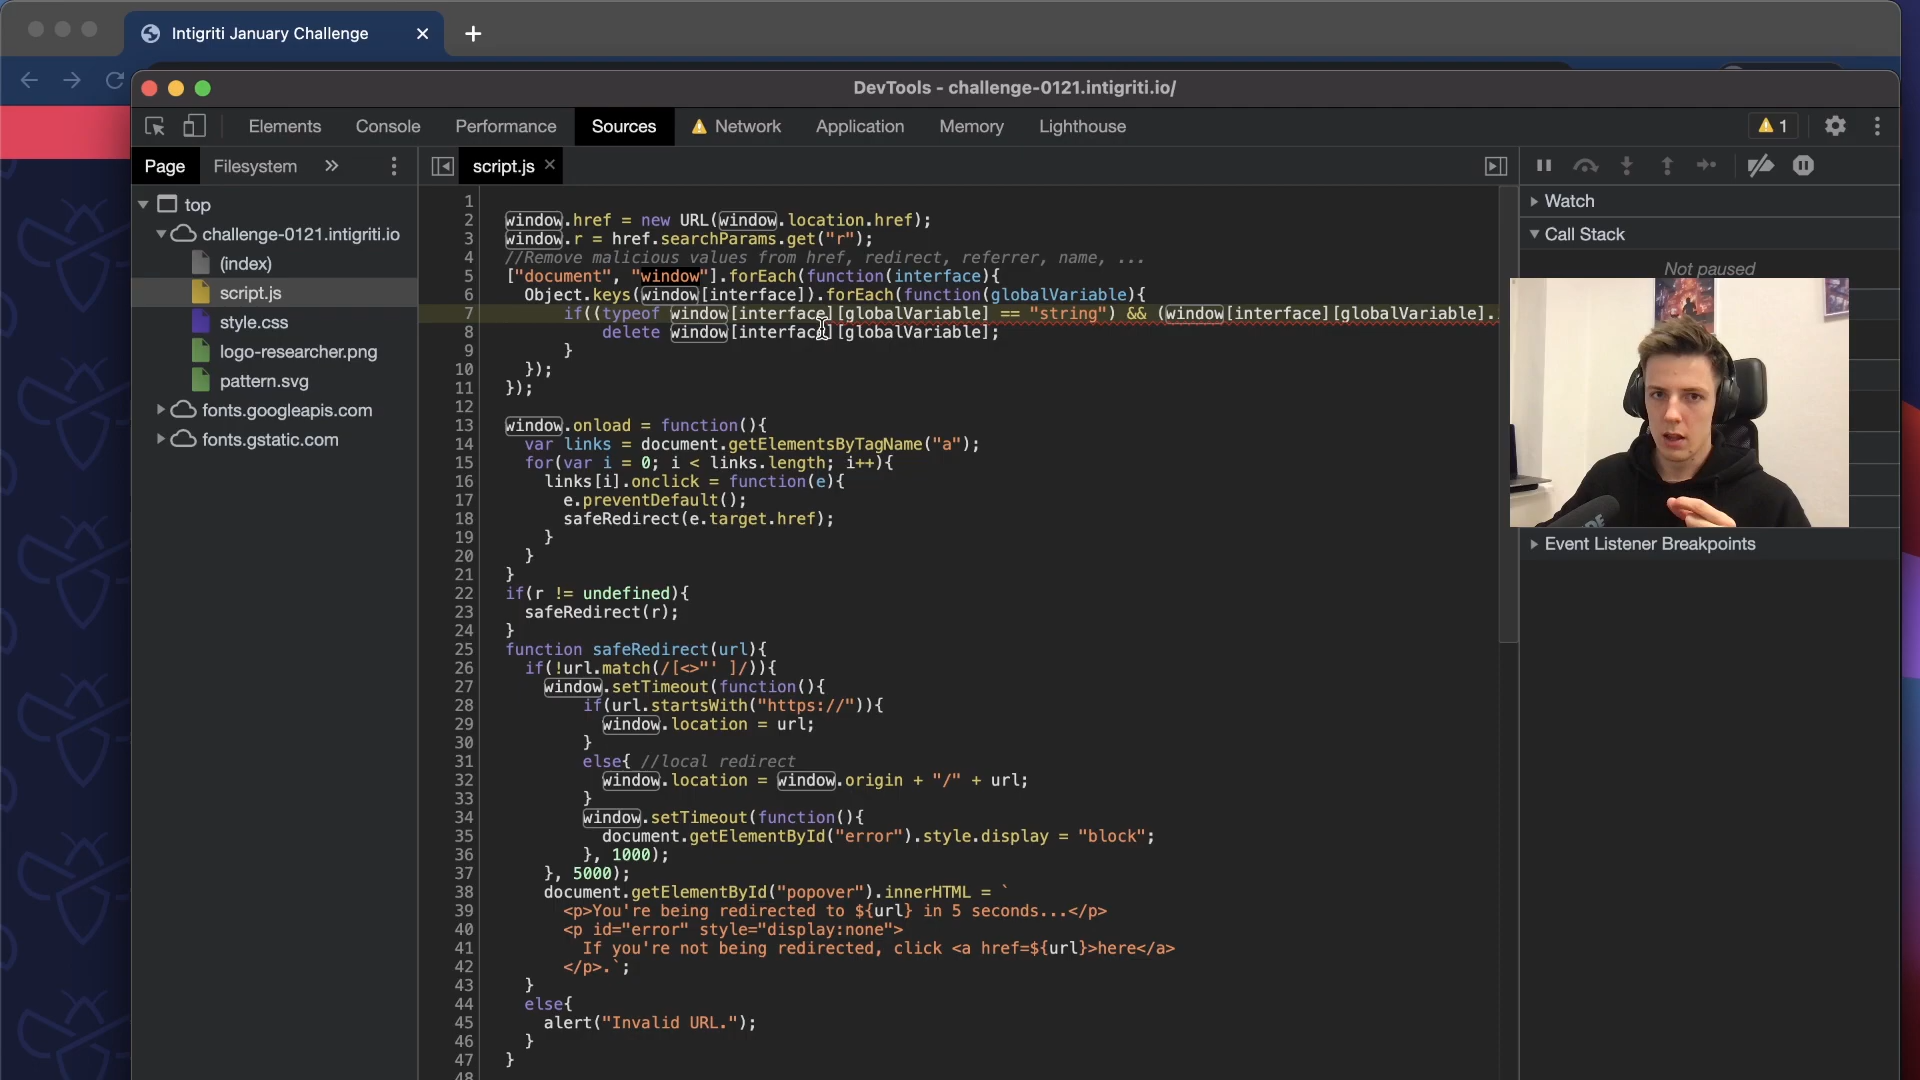 Intigriti January Challenge
DevTools - challenge-0121.intigriti.io/
Elements Console Performance Sources Network Application Memory Lighthouse 1
Page Filesystem » script.js ×
top
challenge-0121.intigriti.io
(index)
script.js
style.css
logo-researcher.png
pattern.svg
fonts.googleapis.com
fonts.gstatic.com
1
2 window.href = new URL(window.location.href);
3 window.r = href.searchParams.get("r");
4 //Remove malicious values from href, redirect, referrer, name, ...
5 ["document", "window"].forEach(function(interface){
6 Object.keys(window[interface]).forEach(function(globalVariable){
7 if((typeof window[interface][globalVariable] == "string") && (window[interface][globalVariable].
8 delete window[interface][globalVariable];
9 }
10 });
11 });
12
13 window.onload = function(){
14 var links = document.getElementsByTagName("a");
15 for(var i = 0; i < links.length; i++){
16 links[i].onclick = function(e){
17 e.preventDefault();
18 safeRedirect(e.target.href);
19 }
20 }
21 }
22 if(r != undefined){
23 safeRedirect(r);
24 }
25 function safeRedirect(url){
26 if(!url.match(/[<>"' ]/)){
27 window.setTimeout(function(){
28 if(url.startsWith("https://")){
29 window.location = url;
30 }
31 else{ //local redirect
32 window.location = window.origin + "/" + url;
33 }
34 window.setTimeout(function(){
35 document.getElementById("error").style.display = "block";
36 }, 1000);
37 }, 5000);
38 document.getElementById("popover").innerHTML = `
39 <p>You're being redirected to ${url} in 5 seconds...</p>
40 <p id="error" style="display:none">
41 If you're not being redirected, click <a href=${url}>here</a>
42 </p>.`;
43 }
44 else{
45 alert("Invalid URL.");
46 }
47 }
48
Watch
Call Stack
Not paused
Event Listener Breakpoints